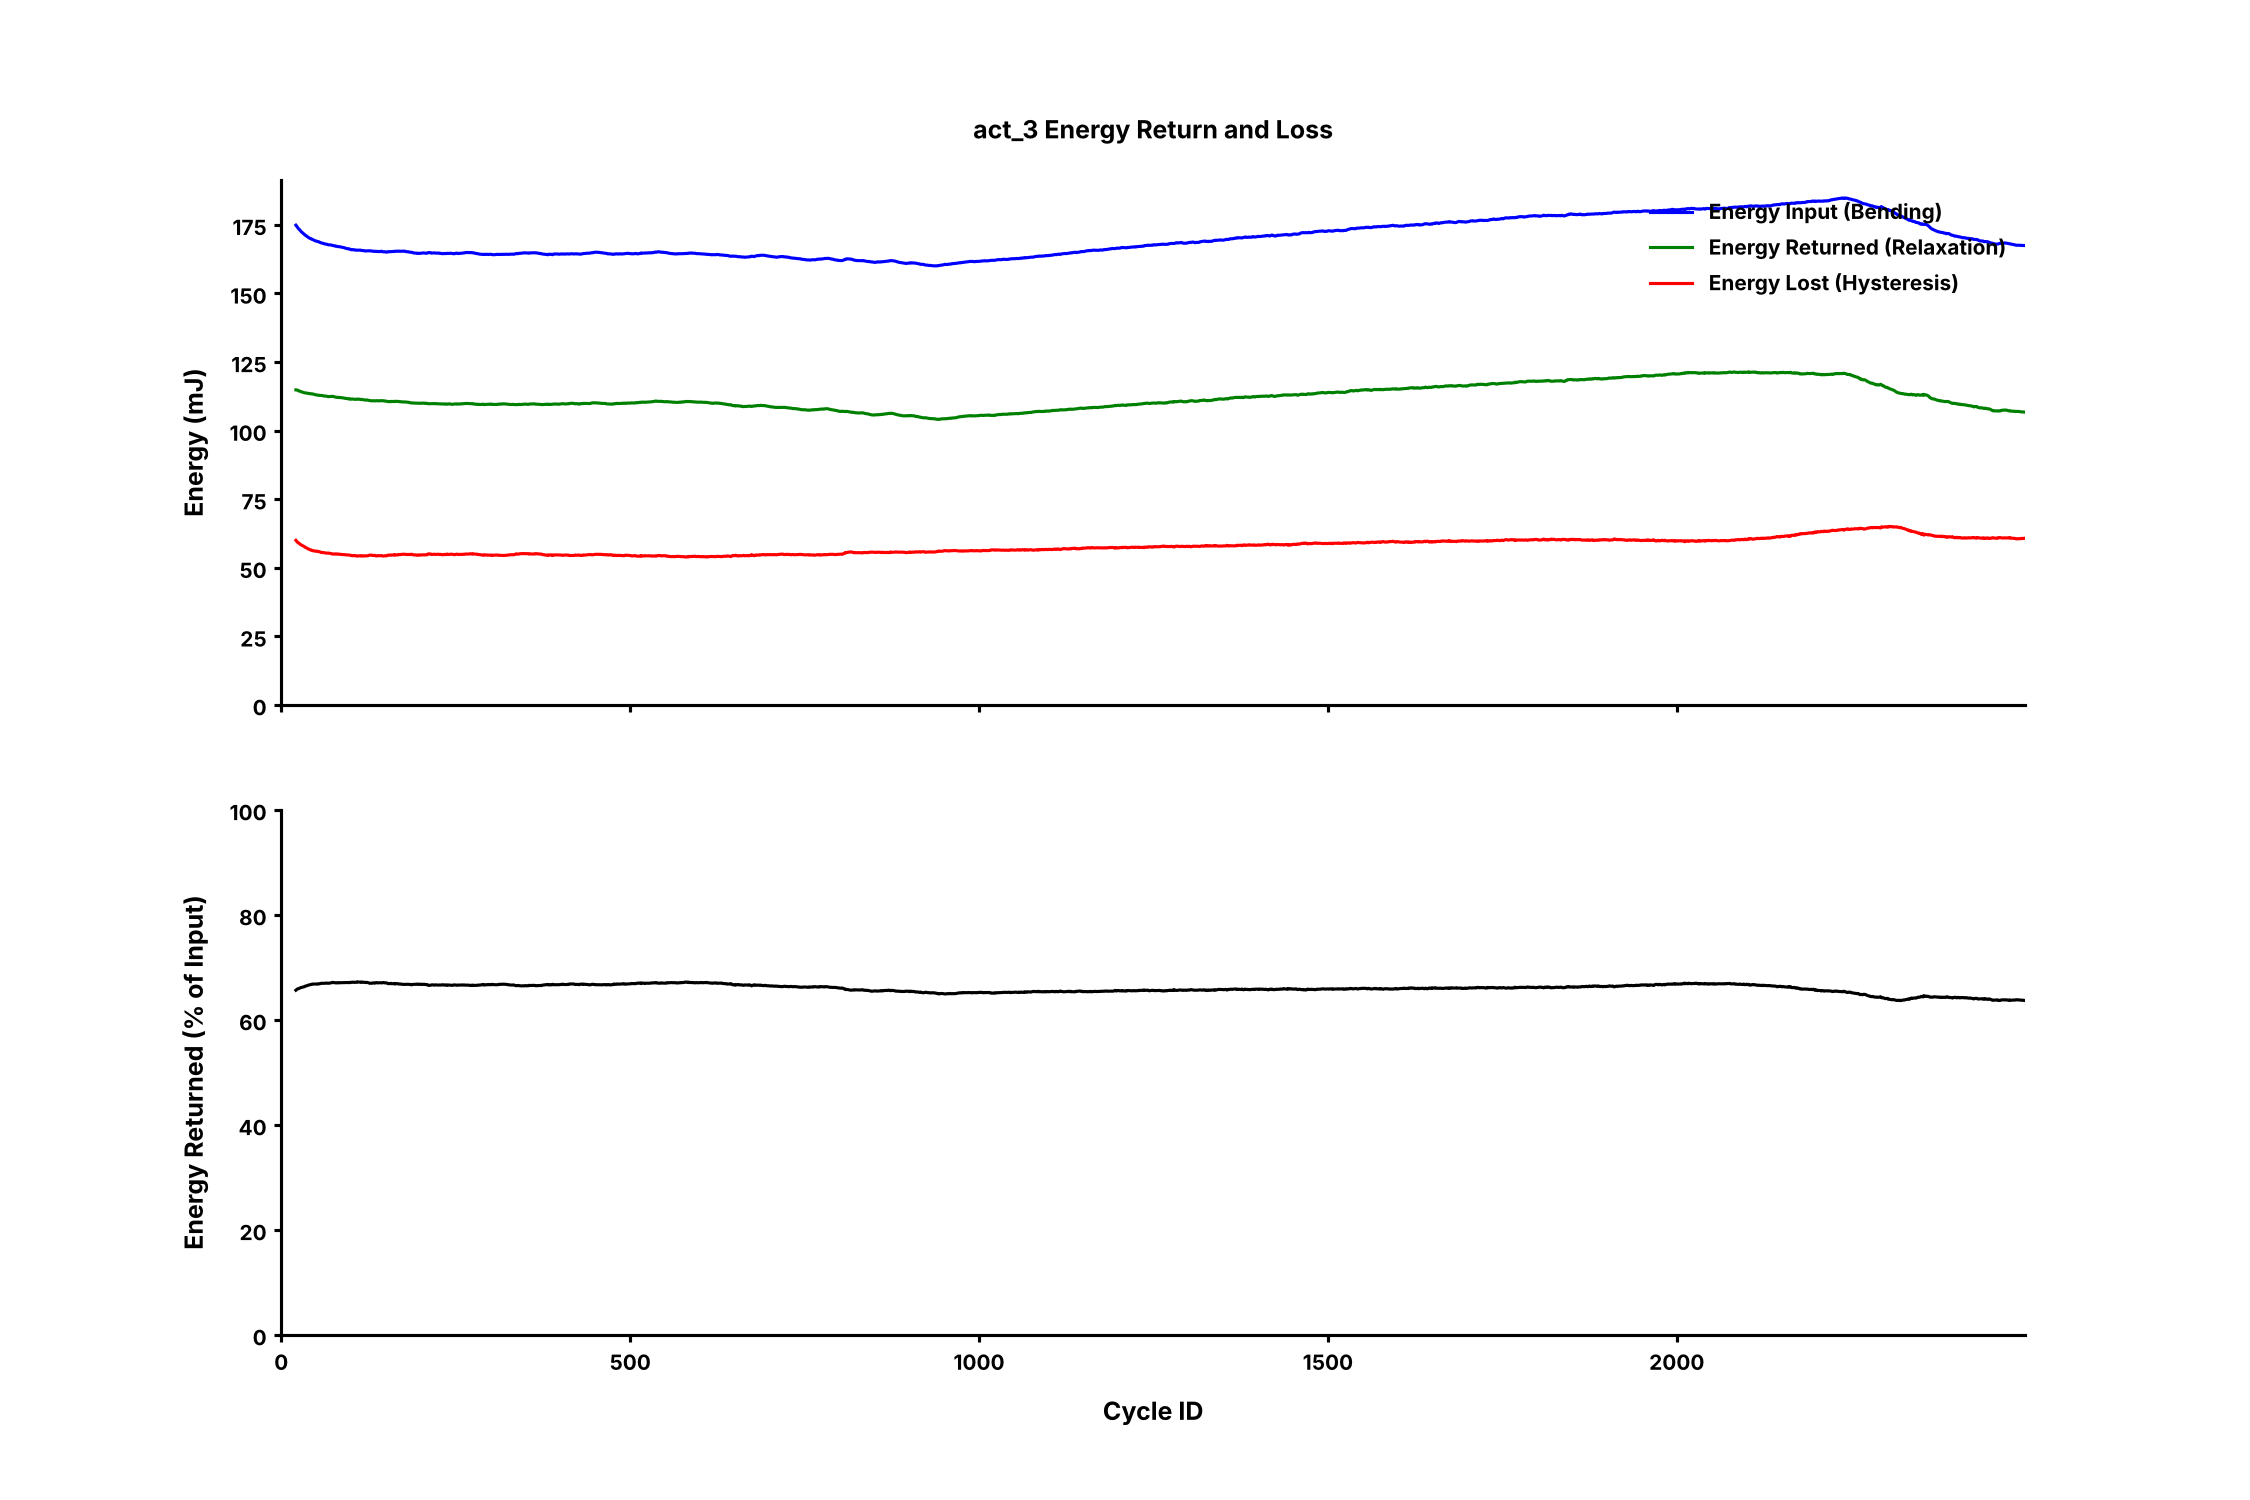 act_3 Energy Return and Loss
Energy (mJ)
175
150
125
100
75
50
25
0
Energy Input (Bending)
Energy Returned (Relaxation)
Energy Lost (Hysteresis)
Energy Returned (% of Input)
100
80
60
40
20
0
0 500 1000 1500 2000
Cycle ID